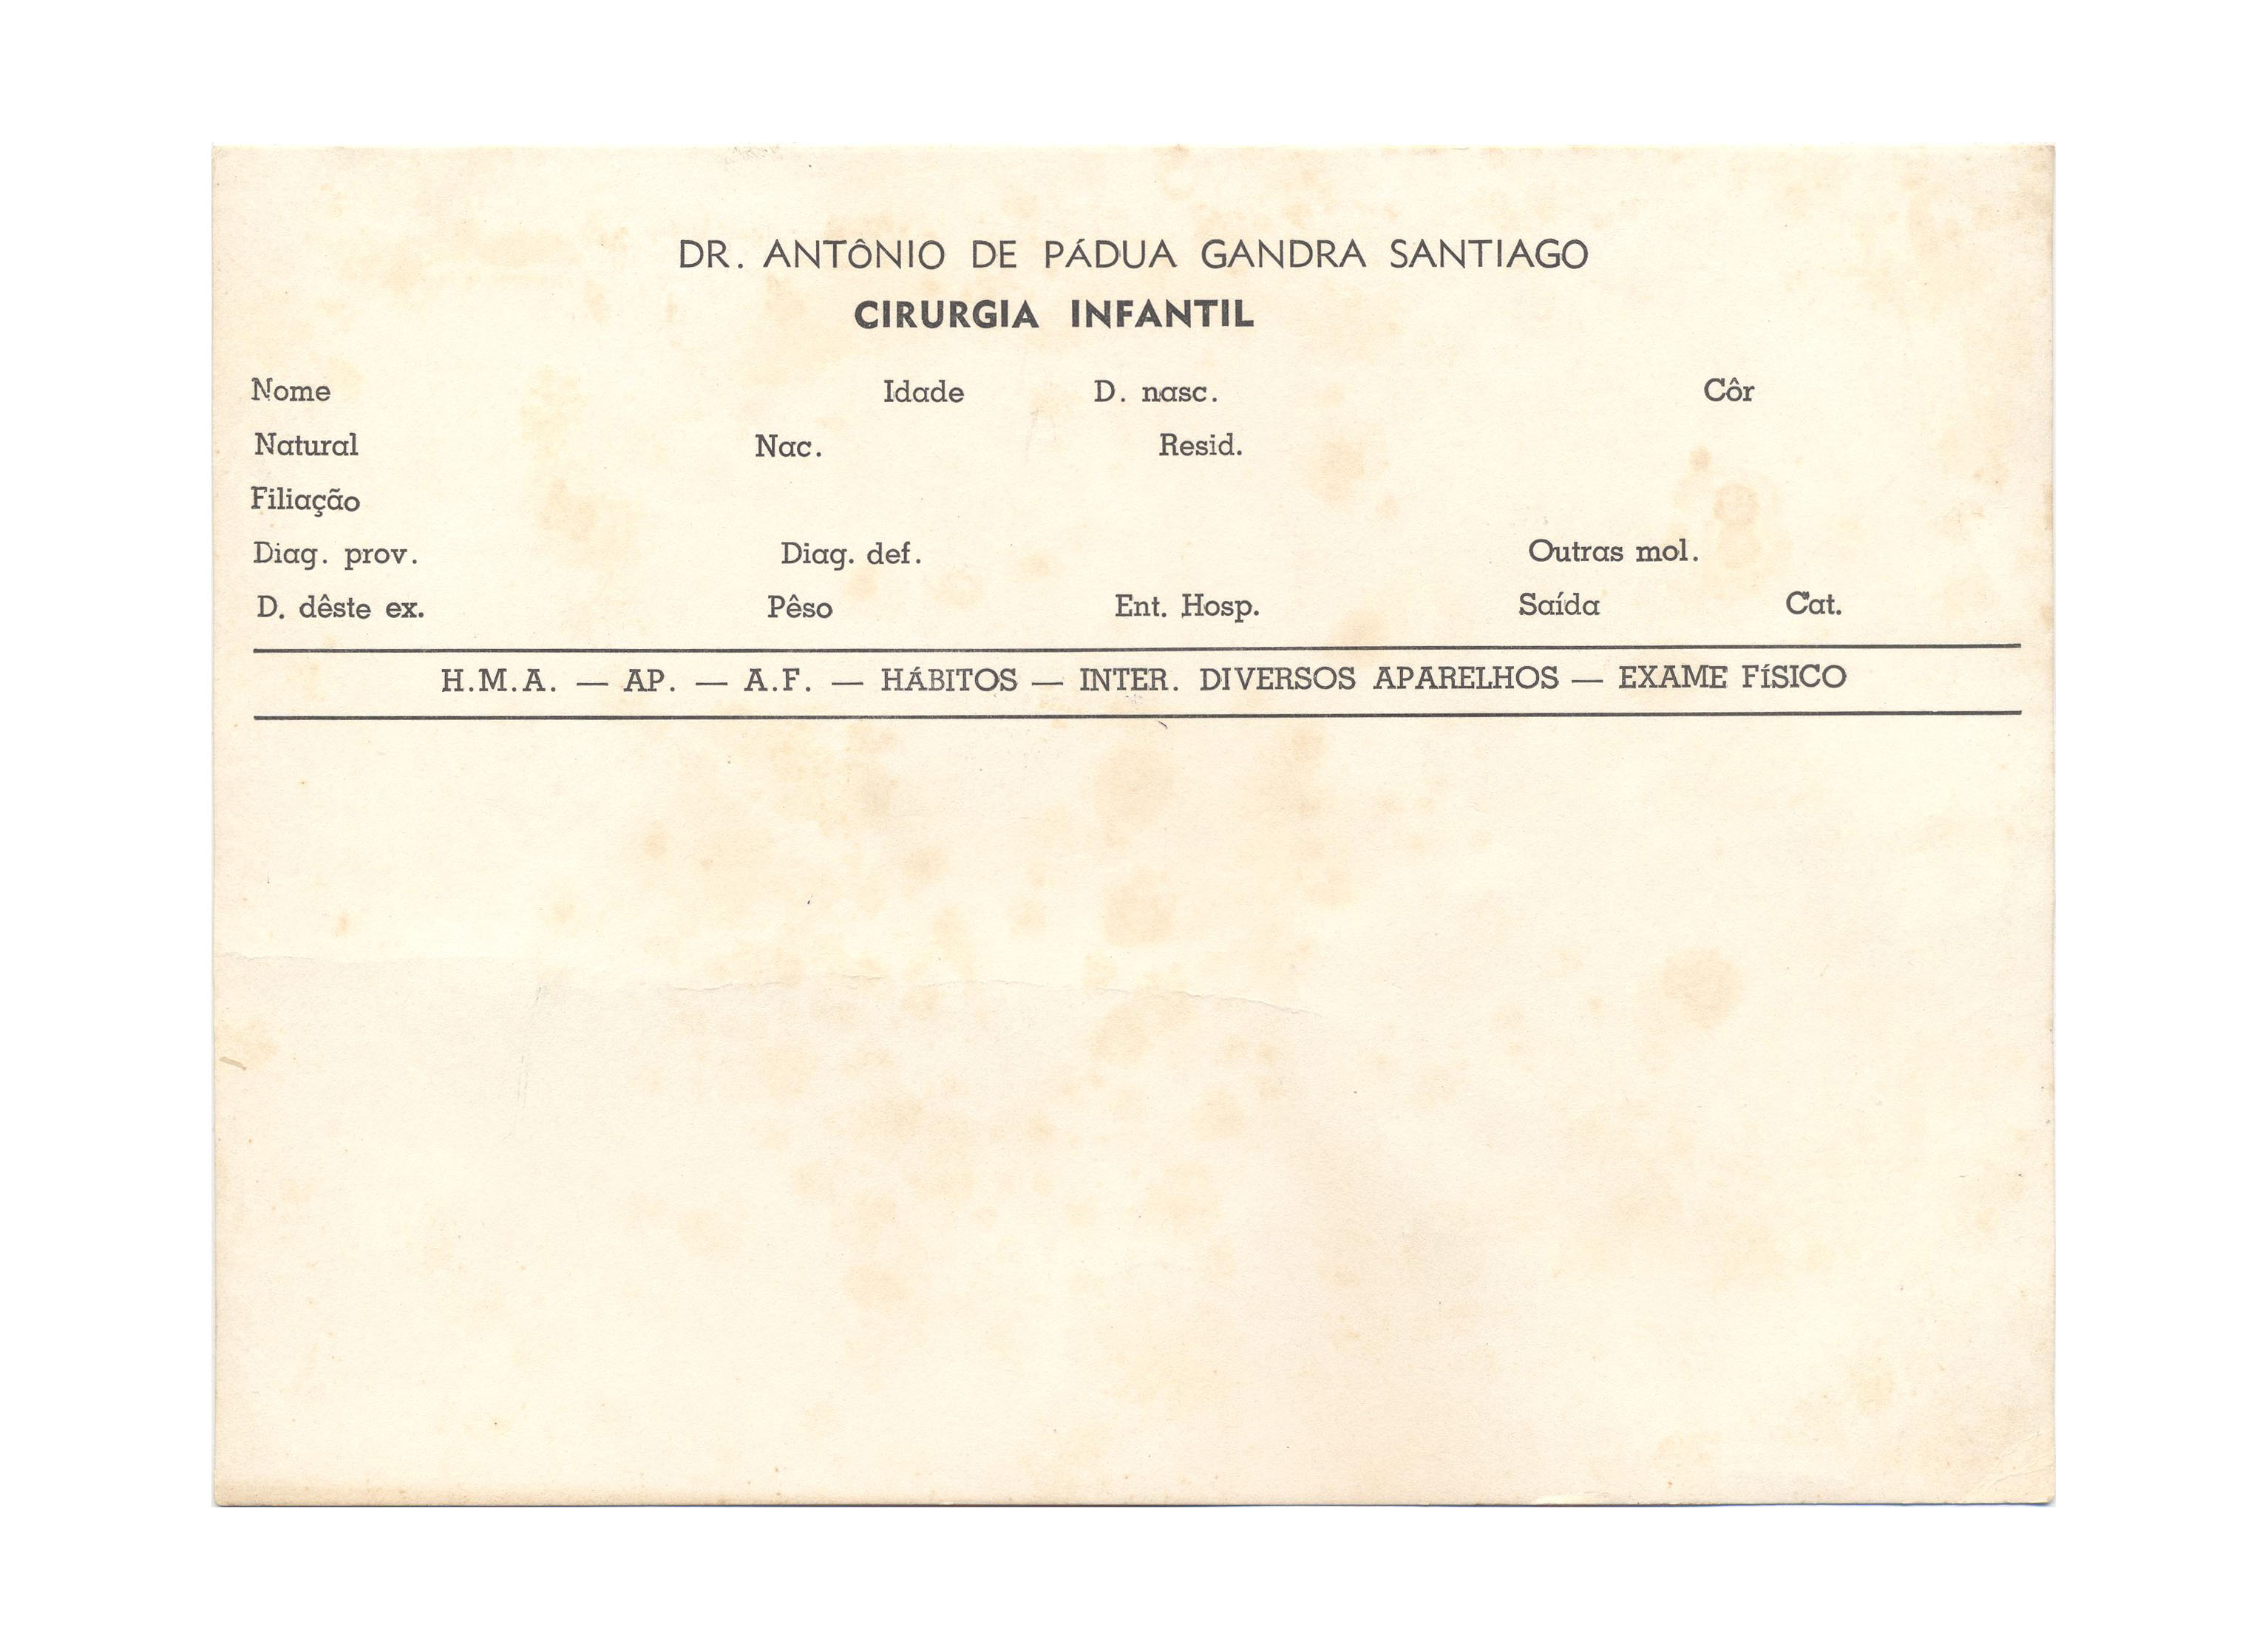 DR. ANTÔNIO DE PÁDUA GANDRA SANTIAGO
CIRURGIA INFANTIL
Nome Idade D. nasc. Côr
Natural Nac. Resid.
Filiação
Diag. prov. Diag. def. Outras mol.
D. dêste ex. Pêso Ent. Hosp. Saída Cat.
H.M.A. — AP. — A.F. — HÁBITOS — INTER. DIVERSOS APARELHOS — EXAME FÍSICO